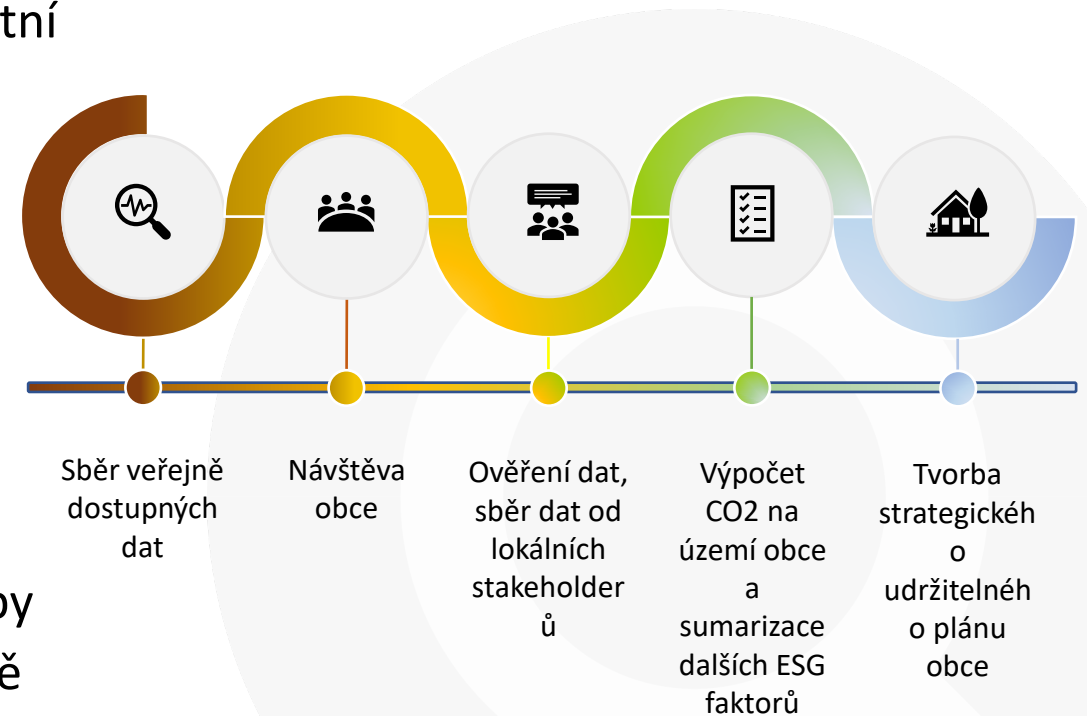 tní
Sběr veřejně
dostupných
dat
Návštěva
obce
Ověření dat,
sběr dat od
lokálních
stakeholder
ů
Výpočet
CO2 na
území obce
a
sumarizace
dalších ESG
faktorů
Tvorba
strategickéh
o
udržitelnéh
o plánu
obce
by
ě